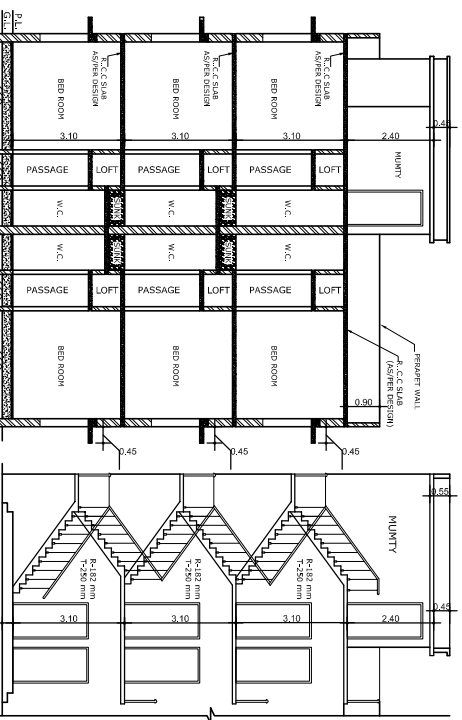 P.L.
G.L.
R..C.C SLAB
AS/PER DESIGN)
R..C.C SLAB
AS/PER DESIGN)
R..C.C SLAB
AS/PER DESIGN)
BED ROOM
BED ROOM
BED ROOM
3.10
3.10
3.10
2.40
0.45
MUMTY
PASSAGE
LOFT
PASSAGE
LOFT
PASSAGE
LOFT
W.C.
SUNK
W.C.
SUNK
W.C.
W.C.
SUNK
W.C.
SUNK
W.C.
PASSAGE
LOFT
PASSAGE
LOFT
PASSAGE
LOFT
BED ROOM
BED ROOM
BED ROOM
PERAPET WALL
R..C.C SLAB
(AS/PER DESIGN)
0.90
0.45
0.45
0.45
0.55
MUMTY
R-182 mm
T-250 mm
R-182 mm
T-250 mm
R-182 mm
T-250 mm
3.10
3.10
3.10
2.40
0.45